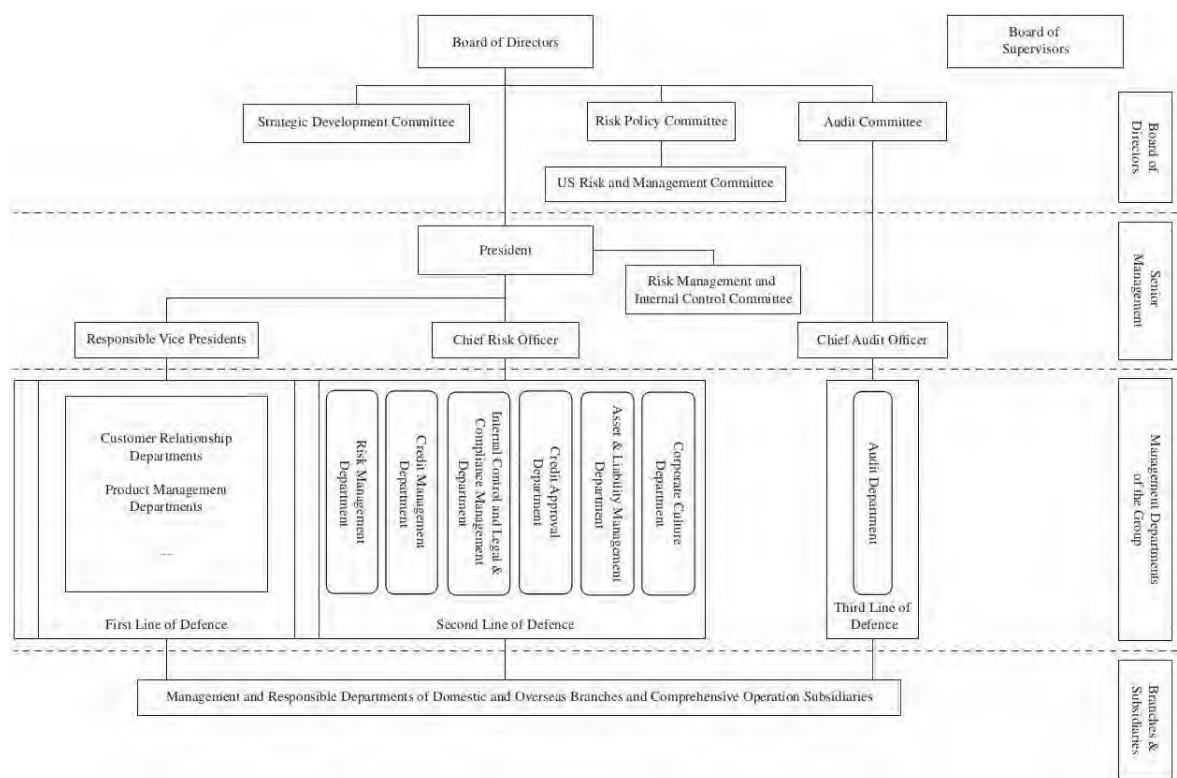 Board of Directors
Board of
Supervisors
Strategic Development Committee
Risk Policy Committee
Audit Committee
US Risk and Management Committee
Board of
Directiors
President
Risk Management and
Internal Control Committee
Senior
Management
Responsible Vice Presidents
Chief Risk Officer
Chief Audit Officer
Customer Relationship
Departments
Product Management
Departments
...
First Line of Defence
Risk Management
Department
Credit Management
Department
Internal Control and Legal &
Compliance Management
Department
Credit Approval
Department
Asset & Liability Management
Department
Corporate Culture
Department
Second Line of Defence
Audit Department
Third Line of
Defence
Management Departments
of the Group
Management and Responsible Departments of Domestic and Overseas Branches and Comprehensive Operation Subsidiaries
Branches &
Subsidiaries